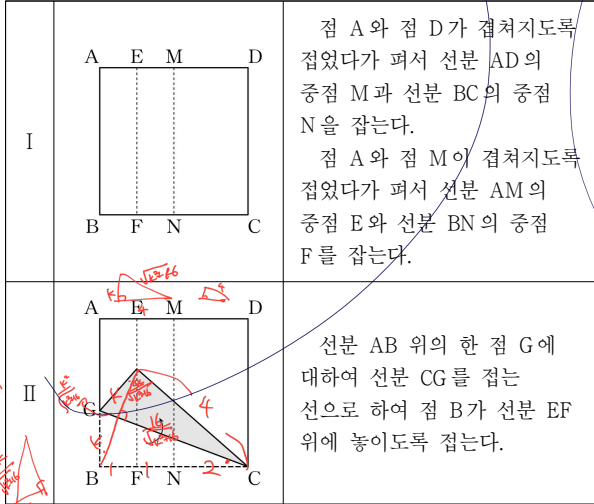 I
A E M D
B F N C
점 A와 점 D가 겹쳐지도록
접었다가 펴서 선분 AD의
중점 M과 선분 BC의 중점
N을 잡는다.
점 A와 점 M이 겹쳐지도록
접었다가 펴서 선분 AM의
중점 E와 선분 BN의 중점
F를 잡는다.
II
A E M D
G
B F N C
4
K
1 1 2
선분 AB 위의 한 점 G에
대하여 선분 CG를 접는
선으로 하여 점 B가 선분 EF
위에 놓이도록 접는다.